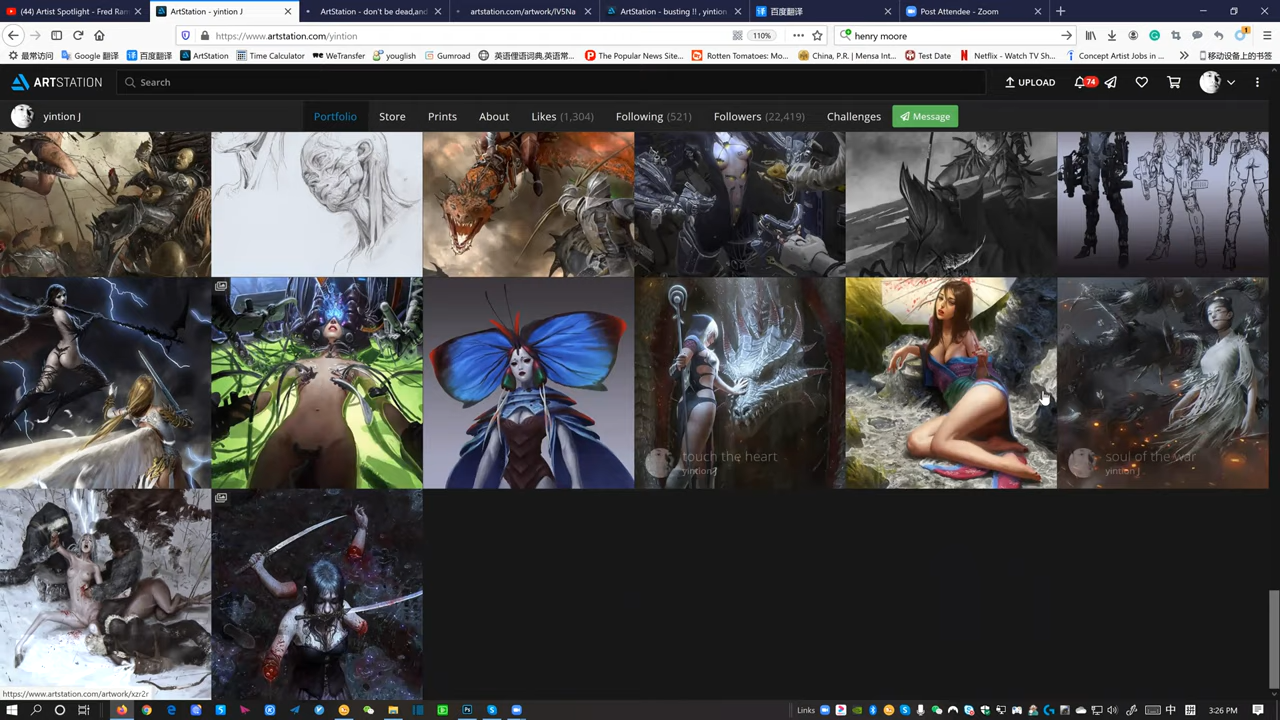 (44) Artist Spotlight - Fred Ran
ArtStation - yintion J
ArtStation - don't be dead,and
artstation.com/artwork/IV5Na
ArtStation - busting !! , yintion
百度翻译
Post Attendee - Zoom
https://www.artstation.com/yintion
110%
henry moore
最常访问
Google 翻译
百度翻译
ArtStation
Time Calculator
WeTransfer
youglish
Gumroad
英语俚语词典,英语常...
The Popular News Site...
Rotten Tomatoes: Mo...
China, P.R. | Mensa Int...
Test Date
Netflix - Watch TV Sh...
Concept Artist Jobs in ...
移动设备上的书签
ARTSTATION
Search
UPLOAD
74
yintion J
Portfolio
Store
Prints
About
Likes (1,304)
Following (521)
Followers (22,419)
Challenges
Message
touch the heart
yintion J
soul of the war
yintion J
https://www.artstation.com/artwork/xzr2r
Links
中
3:26 PM